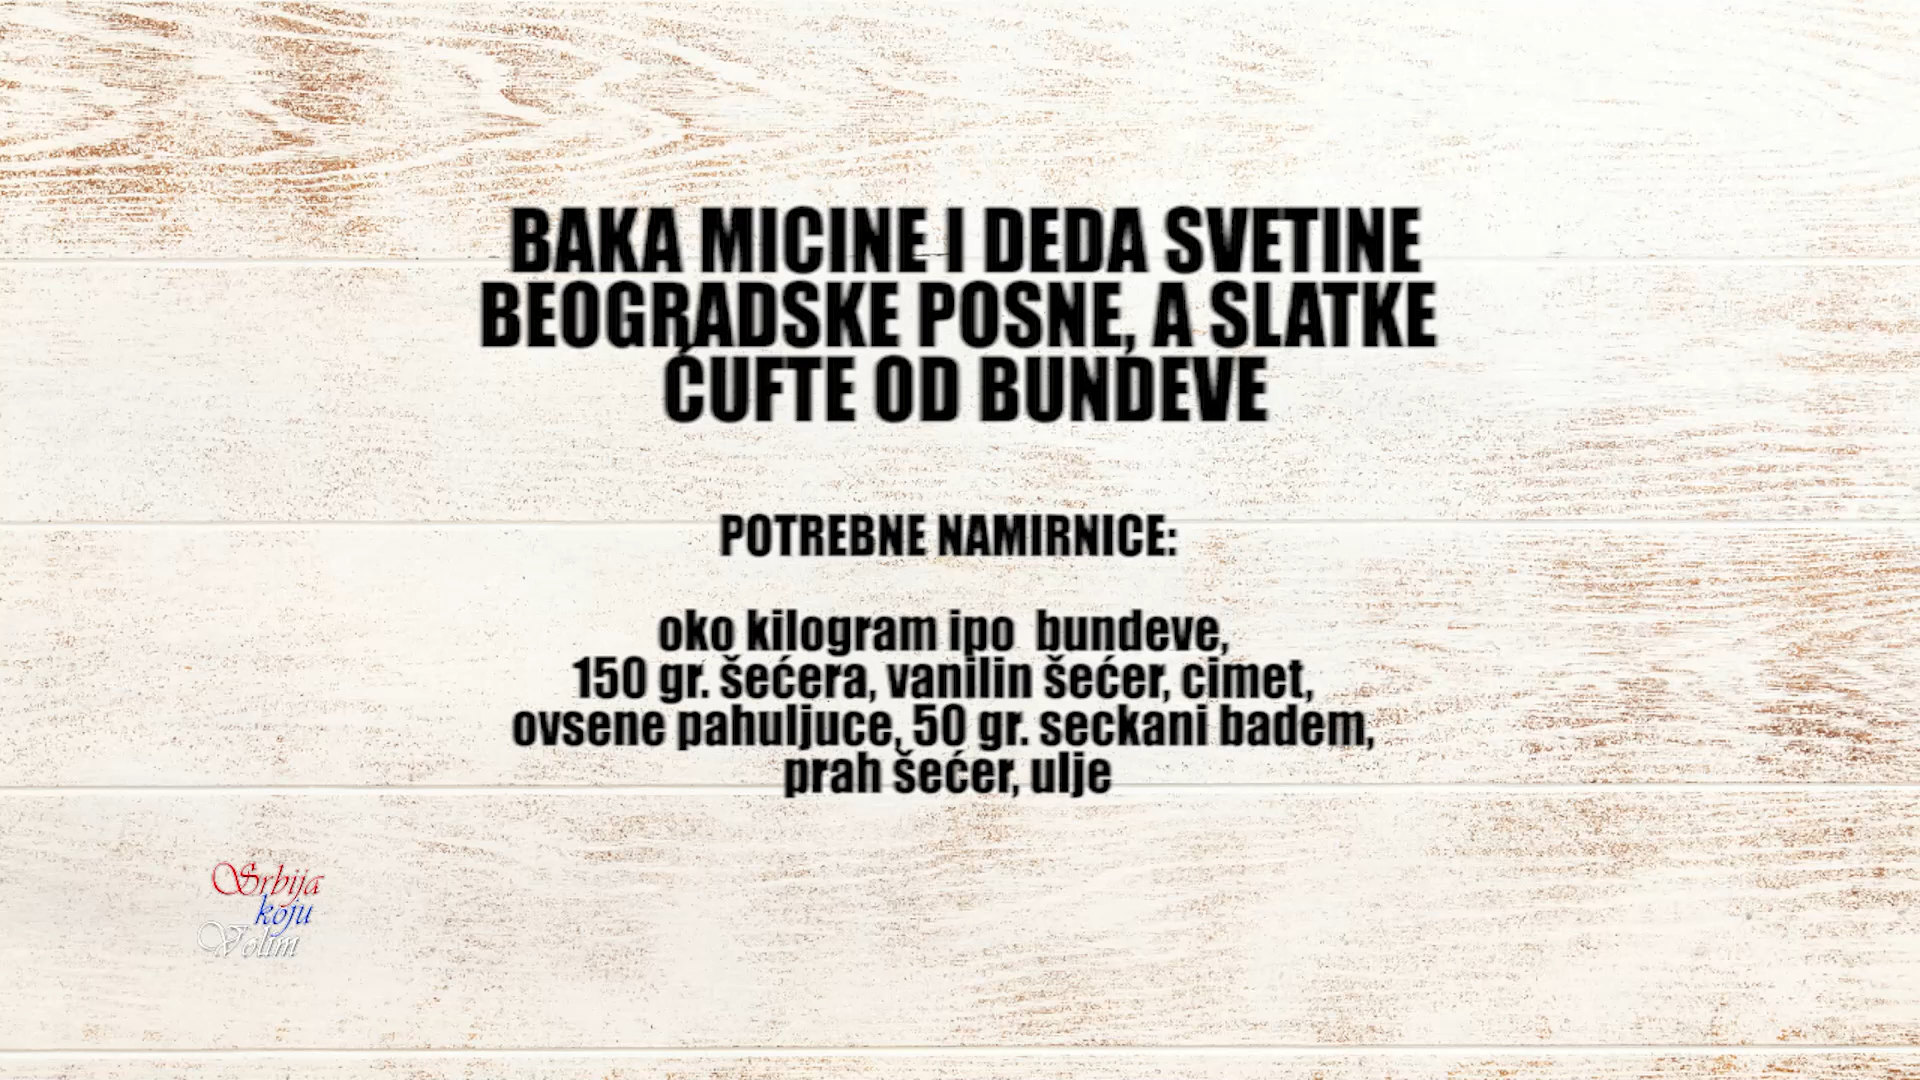 BAKA MICINE I DEDA SVETINE
BEOGRADSKE POSNE, A SLATKE
ĆUFTE OD BUNDEVE
POTREBNE NAMIRNICE:
oko kilogram ipo bundeve,
150 gr. šećera, vanilin šećer, cimet,
ovsene pahuljuce, 50 gr. seckani badem,
prah šećer, ulje
Srbija
koju
Volim